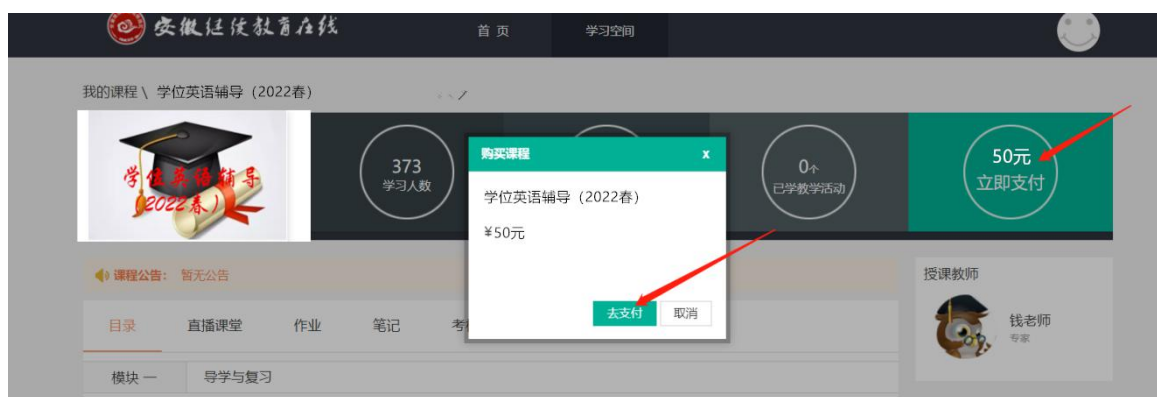 安徽继续教育在线
首 页
学习空间
我的课程 \ 学位英语辅导（2022春）
学位英语辅导
（2022春）
373
学习人数
0个
已学教学活动
50元
立即支付
购买课程
x
学位英语辅导（2022春）
¥50元
去支付
取消
课程公告：
暂无公告
目录
直播课堂
作业
笔记
授课教师
钱老师
专家
模块一
导学与复习